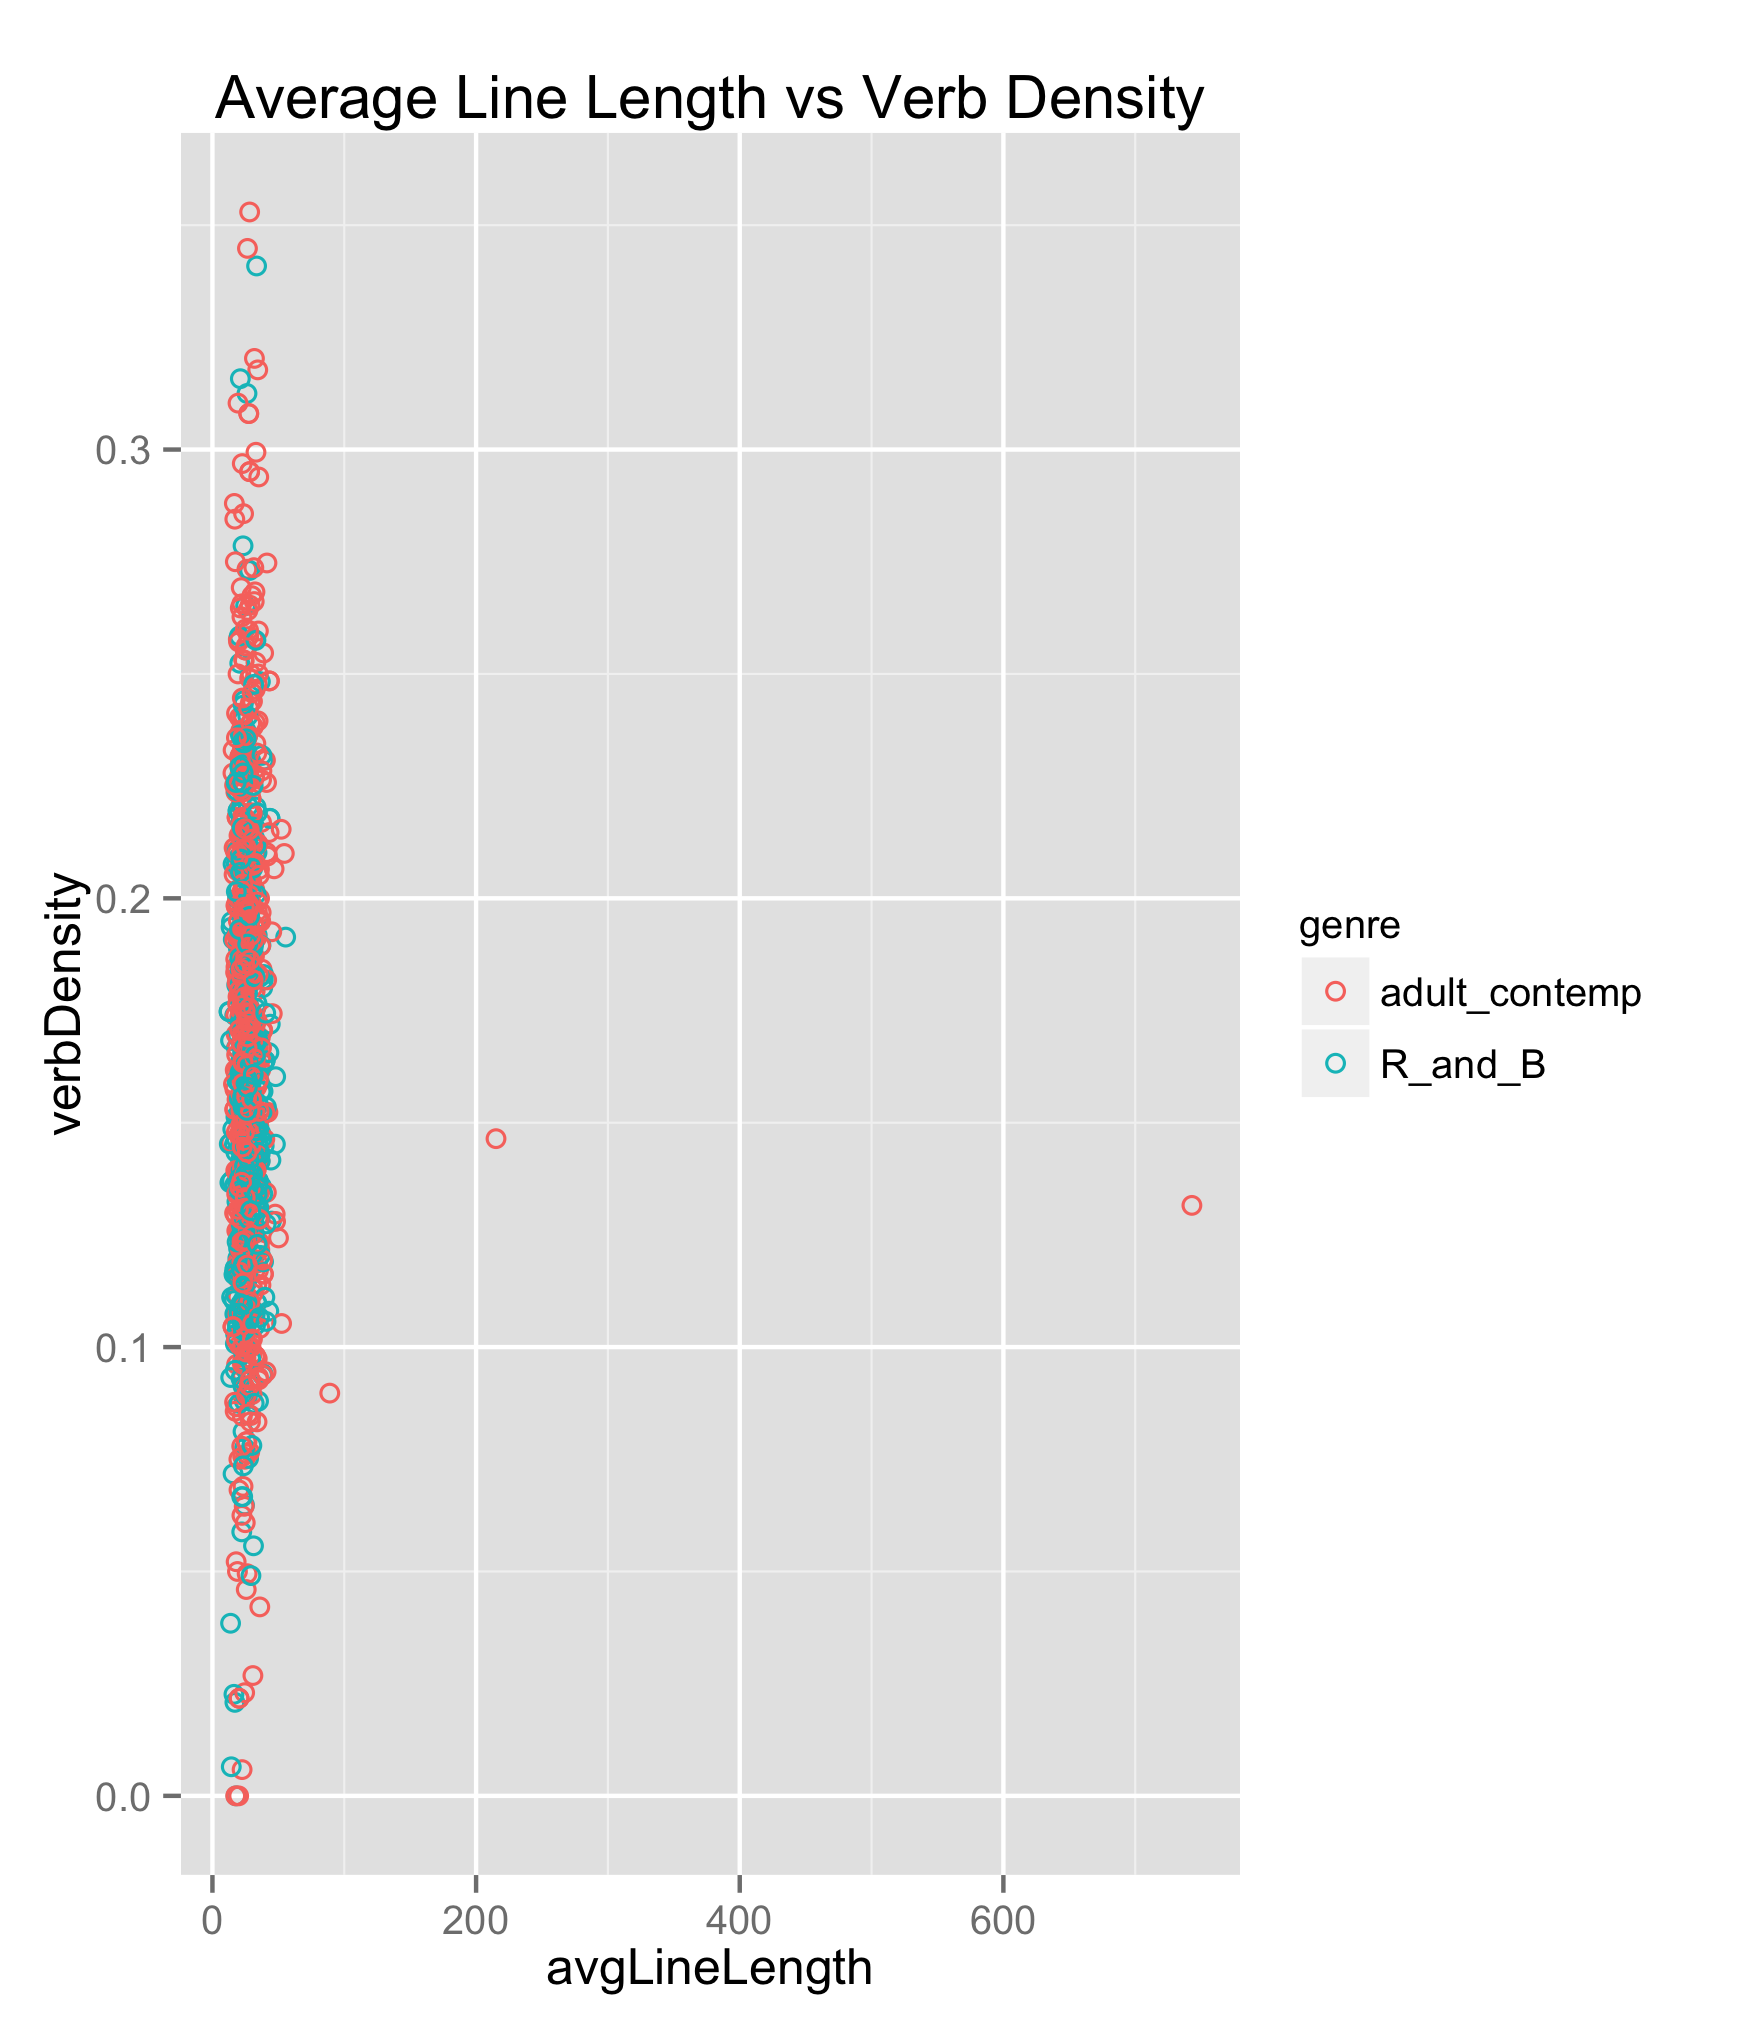 Average Line Length vs Verb Density
verbDensity
0.3
0.2
0.1
0.0
0
200
400
600
avgLineLength
genre
adult_contemp
R_and_B